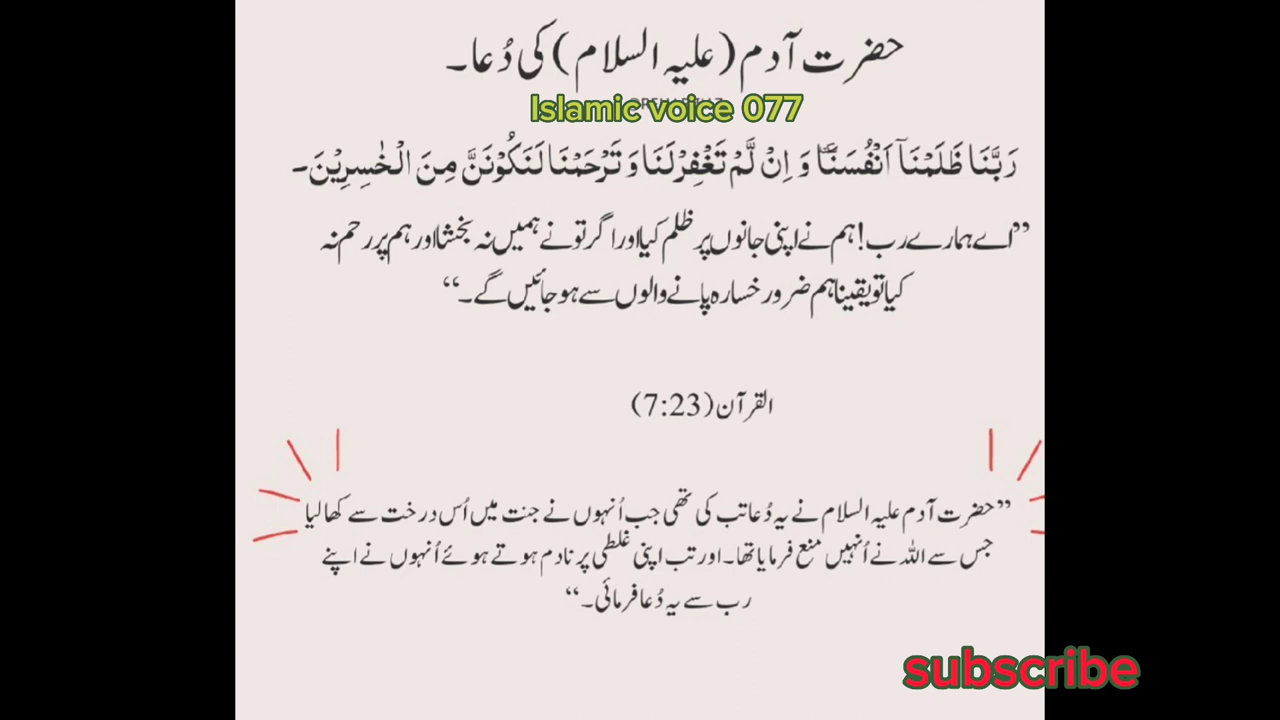 حضرت آدم (علیہ السلام) کی دُعا۔
Islamic voice 077
رَبَّنَا ظَلَمْنَآ اَنْفُسَنَا ٚ وَ اِنْ لَّمْ تَغْفِرْ لَنَا وَ تَرْحَمْنَا لَنَكُوْنَنَّ مِنَ الْخٰسِرِيْنَ۔
”اے ہمارے رب! ہم نے اپنی جانوں پر ظلم کیا اور اگر تو نے ہمیں نہ بخشا اور ہم پر رحم نہ
کیا تو یقینا ہم ضرور خسارہ پانے والوں سے ہو جائیں گے۔“
القرآن (7:23)
”حضرت آدم علیہ السلام نے یہ دُعا تب کی تھی جب اُنہوں نے جنت میں اُس درخت سے کھا لیا
جس سے اللہ نے اُنہیں منع فرمایا تھا۔ اور تب اپنی غلطی پر نادم ہوتے ہوئے اُنہوں نے اپنے
رب سے یہ دُعا فرمائی۔“
subscribe